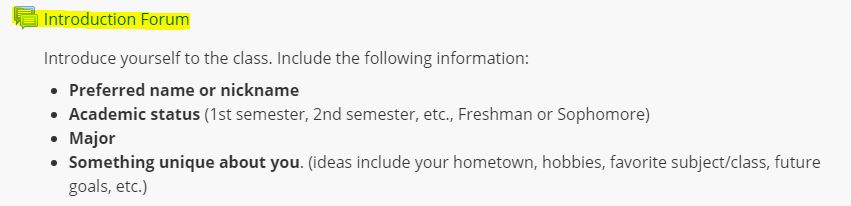 Introduction Forum
Introduce yourself to the class. Include the following information:
• Preferred name or nickname
• Academic status (1st semester, 2nd semester, etc., Freshman or Sophomore)
• Major
• Something unique about you. (ideas include your hometown, hobbies, favorite subject/class, future
goals, etc.)